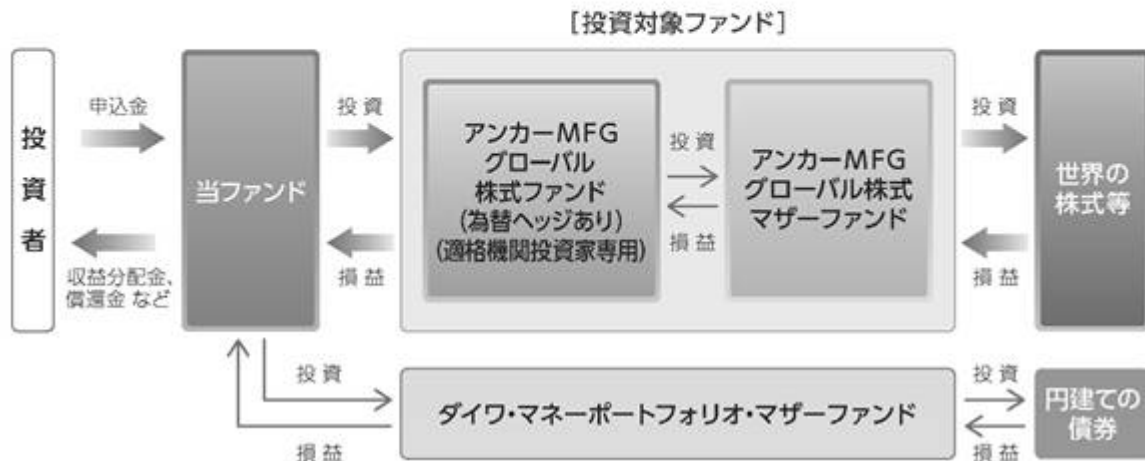 [投資対象ファンド]
投資者
申込金
収益分配金、
償還金 など
当ファンド
投資
損益
アンカーMFG
グローバル
株式ファンド
(為替ヘッジあり)
(適格機関投資家専用)
投資
損益
アンカーMFG
グローバル株式
マザーファンド
投資
損益
世界の
株式等
投資
損益
ダイワ・マネーポートフォリオ・マザーファンド
投資
損益
円建ての
債券